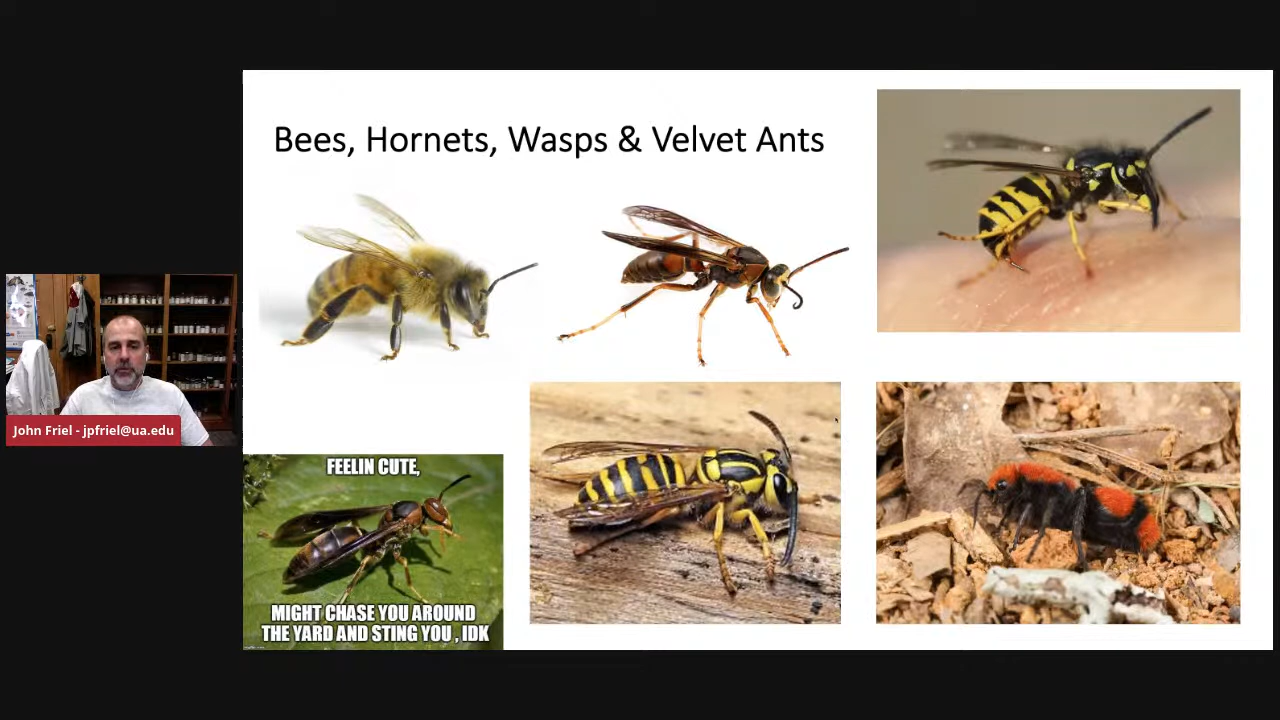 Bees, Hornets, Wasps & Velvet Ants
John Friel - jpfriel@ua.edu
FEELIN CUTE,
MIGHT CHASE YOU AROUND
THE YARD AND STING YOU , IDK